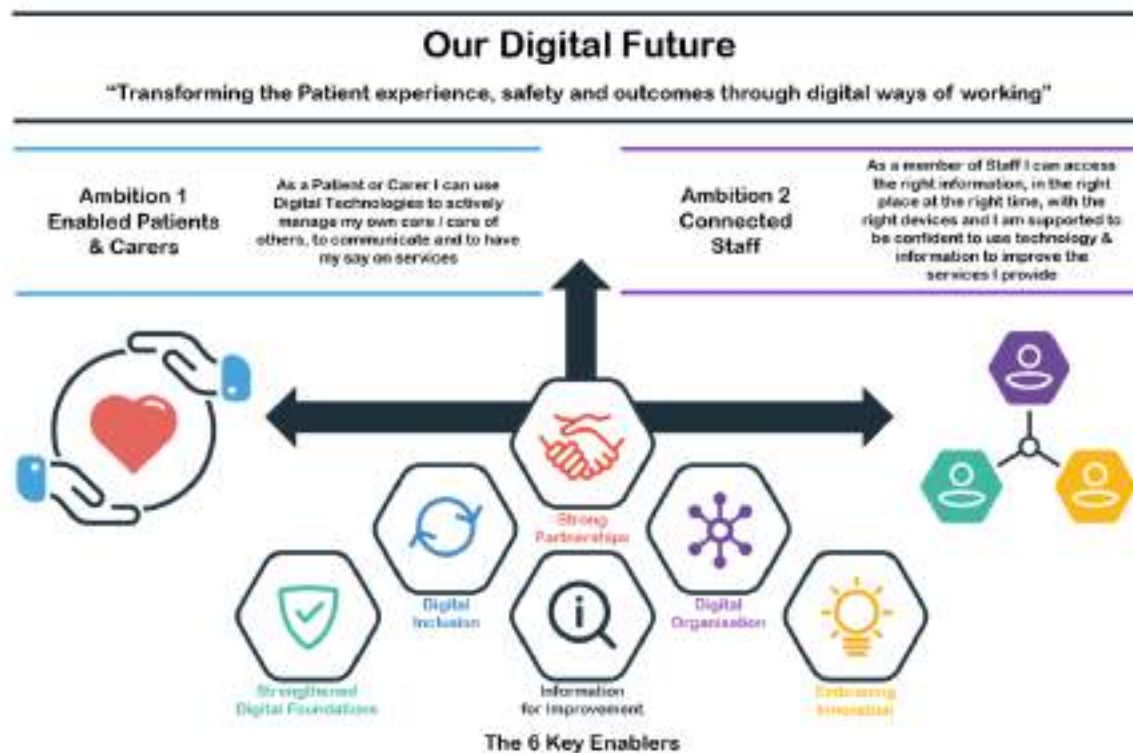 Our Digital Future
"Transforming the Patient experience, safety and outcomes through digital ways of working"
Ambition 1
Enabled Patients
& Carers
As a Patient or Carer I can use
Digital Technologies to actively
manage my own care / care of
others, to communicate and to have
my say on services
Ambition 2
Connected
Staff
As a member of Staff I can access
the right information, in the right
place at the right time, with the
right devices and I am supported to
be confident to use technology &
information to improve the
services I provide
Strong
Partnerships
Digital
Inclusion
Digital
Organisation
Strengthened
Digital Foundations
Information
for Improvement
Embracing
Innovation
The 6 Key Enablers